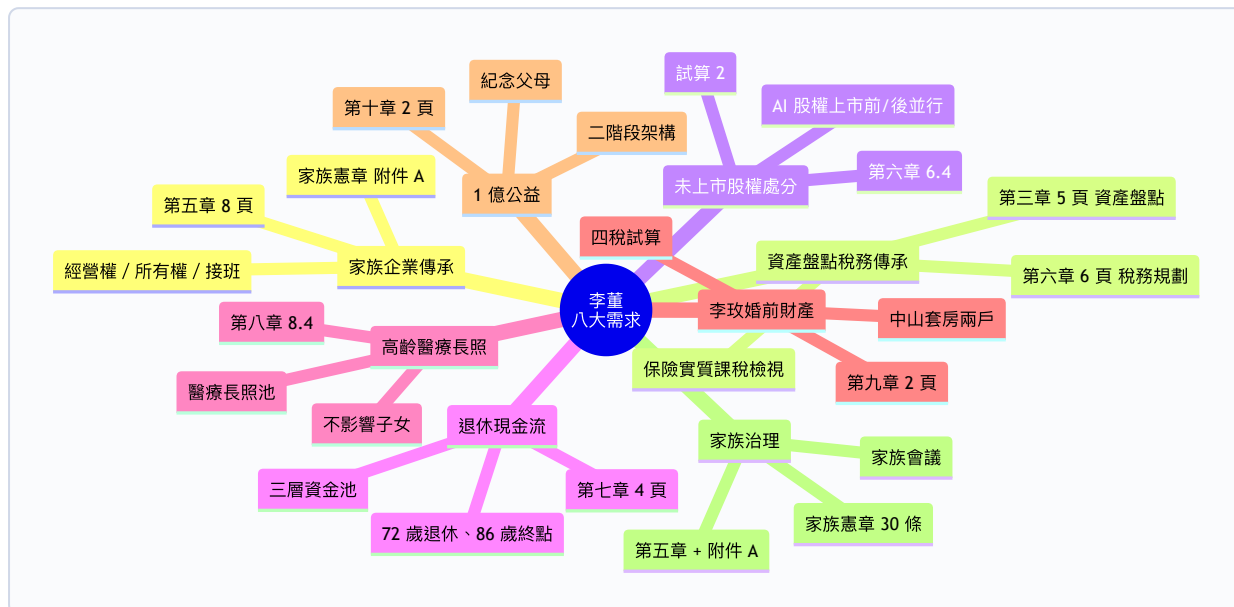 李董
八大需求
1 億公益
第十章 2 頁
紀念父母
二階段架構
未上市股權處分
試算 2
AI 股權上市前/後並行
第六章 6.4
資產盤點稅務傳承
第三章 5 頁 資產盤點
第六章 6 頁 稅務規劃
保險實質課稅檢視
李玫婚前財產
四稅試算
中山套房兩戶
第九章 2 頁
家族治理
家族會議
家族憲章 30 條
第五章 + 附件 A
退休現金流
三層資金池
72 歲退休、86 歲終點
第七章 4 頁
高齡醫療長照
第八章 8.4
醫療長照池
不影響子女
家族企業傳承
家族憲章 附件 A
第五章 8 頁
經營權 / 所有權 / 接班